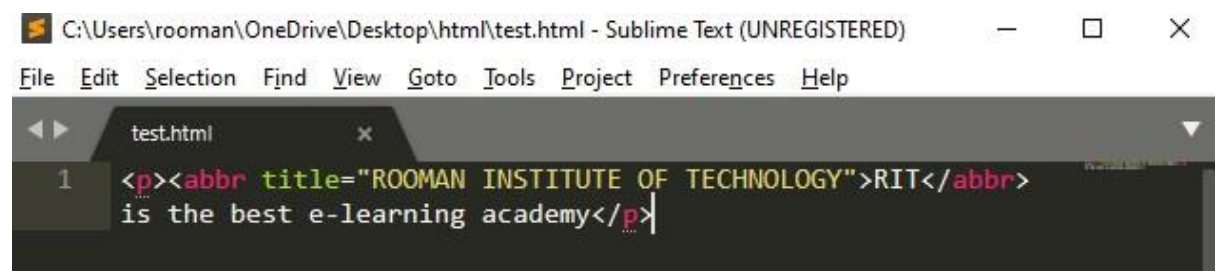 C:\Users\rooman\OneDrive\Desktop\html\test.html - Sublime Text (UNREGISTERED)
File Edit Selection Find View Goto Tools Project Preferences Help
test.html
1 <p><abbr title="ROOMAN INSTITUTE OF TECHNOLOGY">RIT</abbr>
is the best e-learning academy</p>